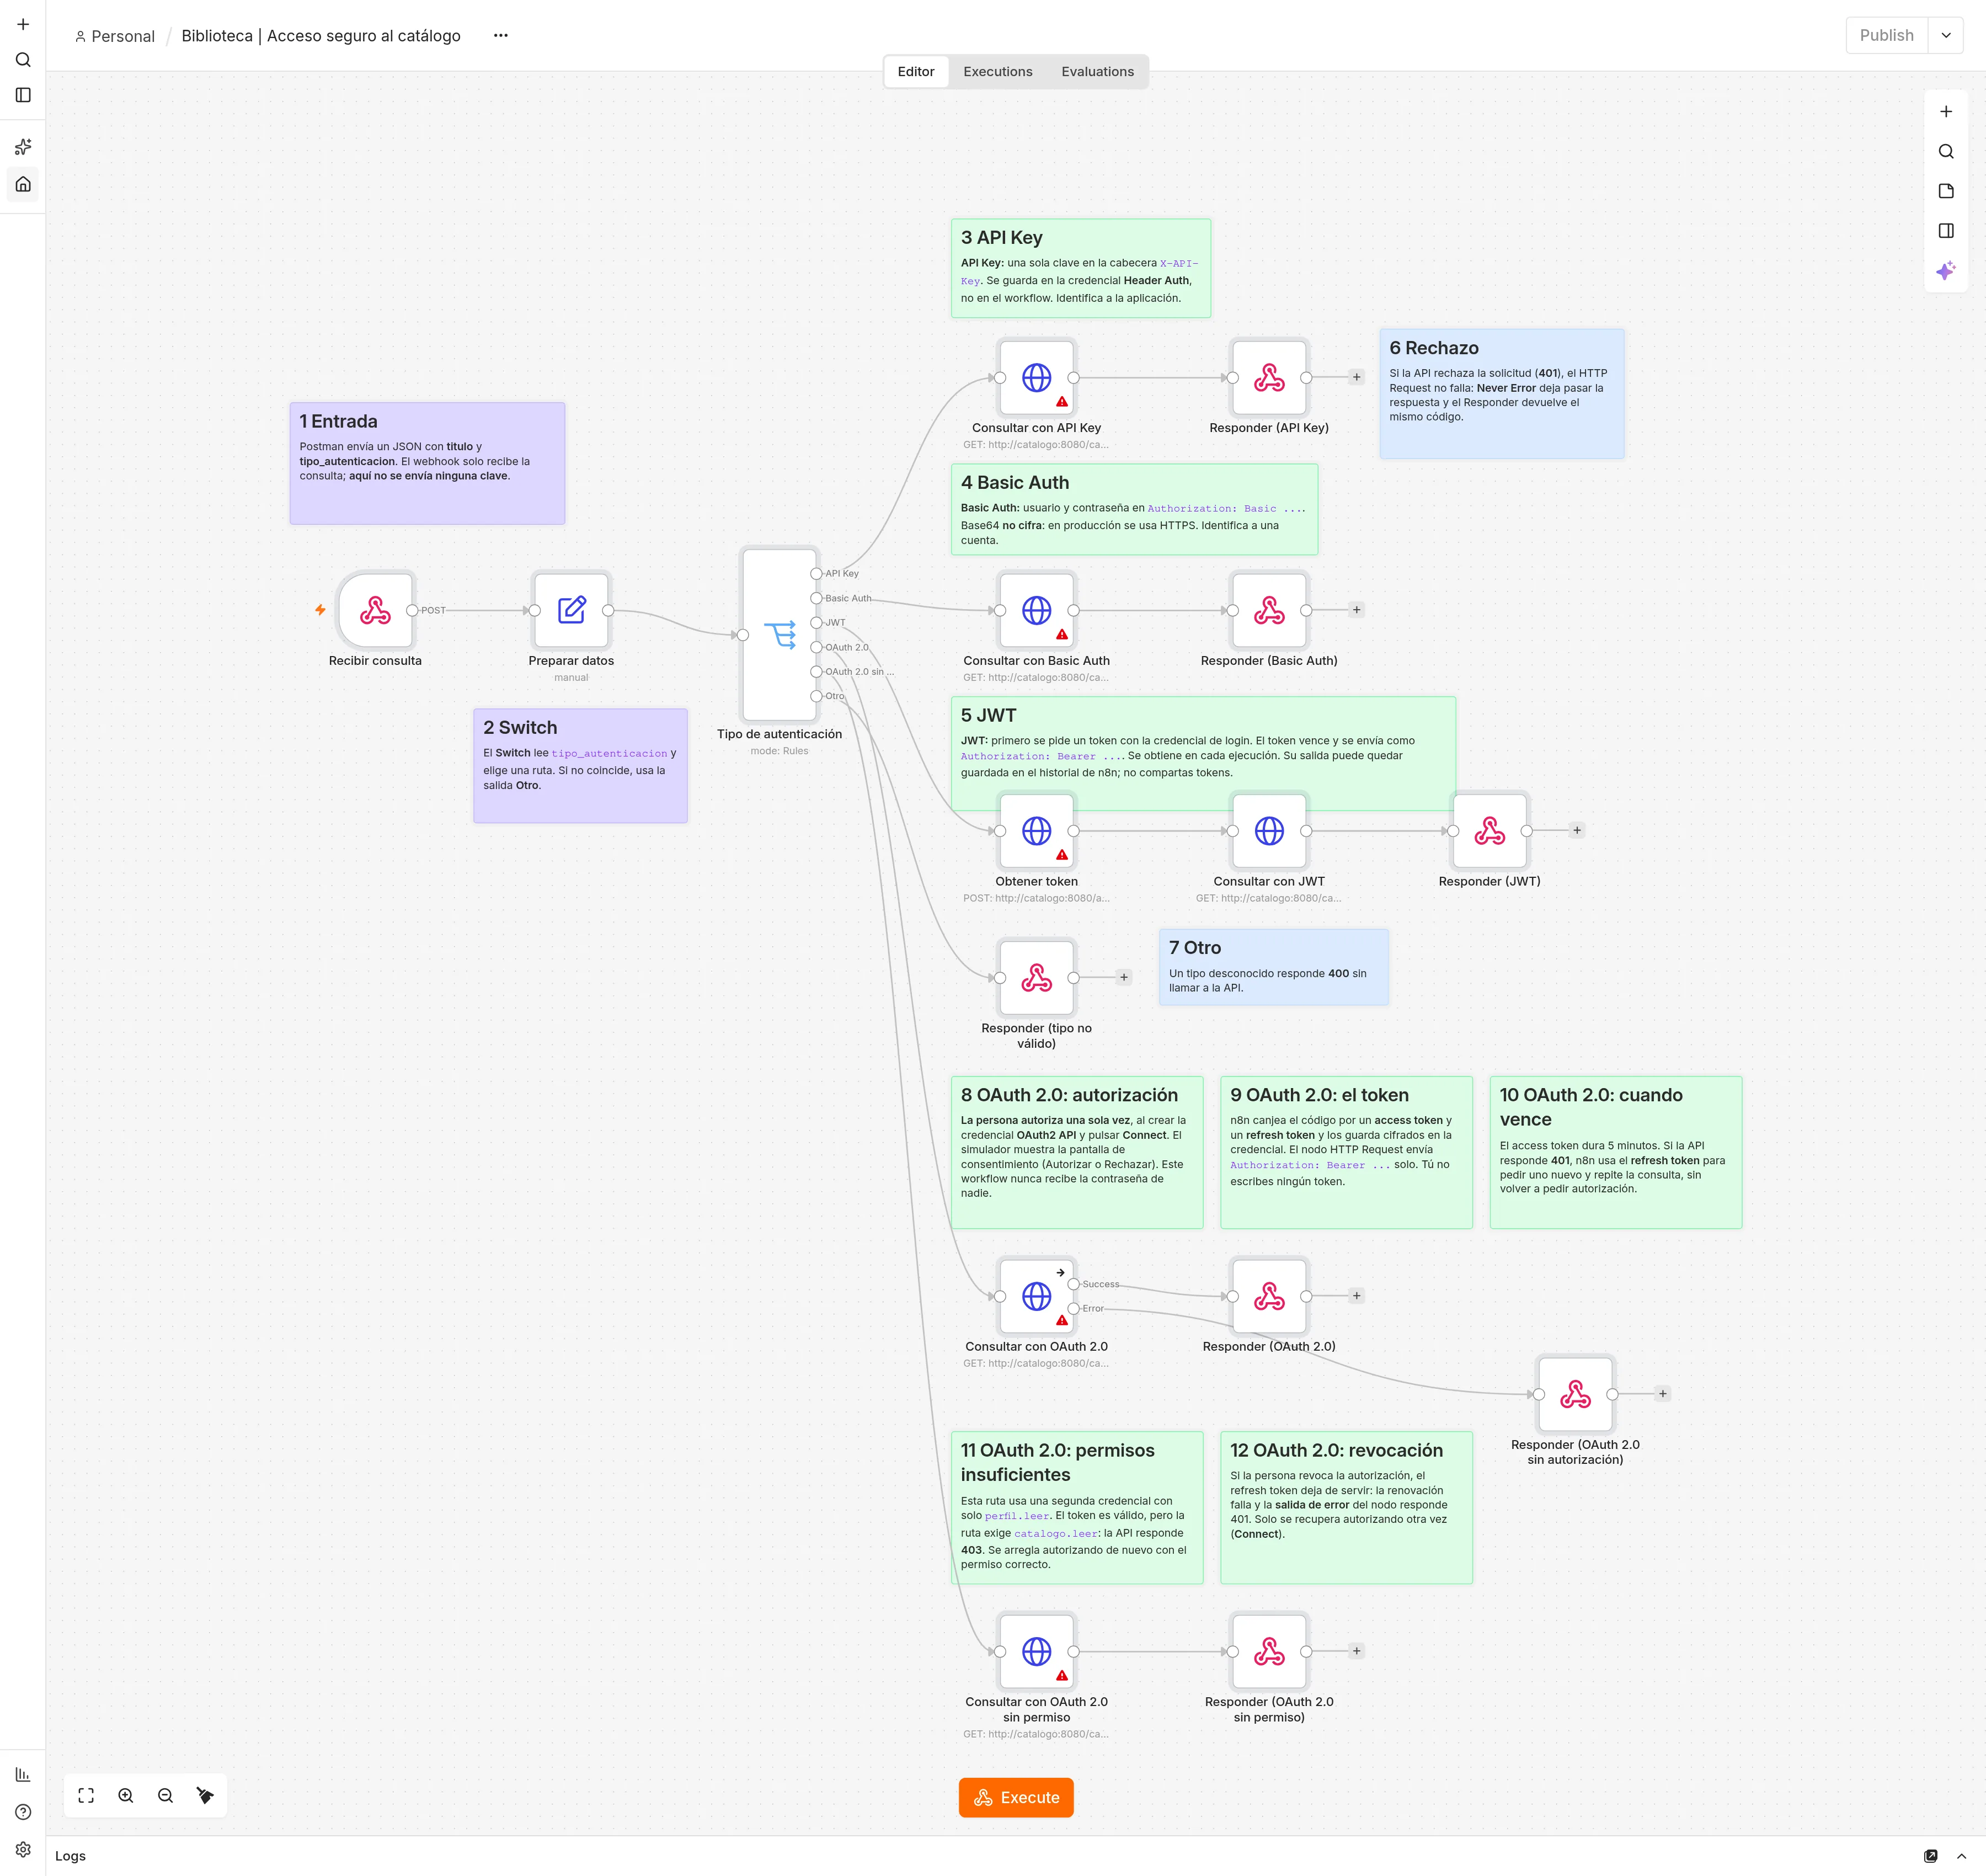 Personal / Biblioteca | Acceso seguro al catálogo ...
Publish
Editor Executions Evaluations
3 API Key
API Key: una sola clave en la cabecera X-API-
Key. Se guarda en la credencial Header Auth,
no en el workflow. Identifica a la aplicación.
6 Rechazo
Si la API rechaza la solicitud (401), el HTTP
Request no falla: Never Error deja pasar la
respuesta y el Responder devuelve el
mismo código.
Consultar con API Key
GET: http://catalogo:8080/ca...
Responder (API Key)
1 Entrada
Postman envía un JSON con titulo y
tipo_autenticacion. El webhook solo recibe la
consulta; aquí no se envía ninguna clave.
4 Basic Auth
Basic Auth: usuario y contraseña en Authorization: Basic ....
Base64 no cifra: en producción se usa HTTPS. Identifica a una
cuenta.
POST
Recibir consulta
Preparar datos
manual
API Key
Basic Auth
JWT
OAuth 2.0
OAuth 2.0 sin ...
Otro
Tipo de autenticación
mode: Rules
Consultar con Basic Auth
GET: http://catalogo:8080/ca...
Responder (Basic Auth)
2 Switch
El Switch lee tipo_autenticacion y
elige una ruta. Si no coincide, usa la
salida Otro.
5 JWT
JWT: primero se pide un token con la credencial de login. El token vence y se envía como
Authorization: Bearer .... Se obtiene en cada ejecución. Su salida puede quedar
guardada en el historial de n8n; no compartas tokens.
Obtener token
POST: http://catalogo:8080/a...
Consultar con JWT
GET: http://catalogo:8080/ca...
Responder (JWT)
7 Otro
Un tipo desconocido responde 400 sin
llamar a la API.
Responder (tipo no
válido)
8 OAuth 2.0: autorización
La persona autoriza una sola vez, al crear la
credencial OAuth2 API y pulsar Connect. El
simulador muestra la pantalla de
consentimiento (Autorizar o Rechazar). Este
workflow nunca recibe la contraseña de
nadie.
9 OAuth 2.0: el token
n8n canjea el código por un access token y
un refresh token y los guarda cifrados en la
credencial. El nodo HTTP Request envía
Authorization: Bearer ... solo. Tú no
escribes ningún token.
10 OAuth 2.0: cuando
vence
El access token dura 5 minutos. Si la API
responde 401, n8n usa el refresh token para
pedir uno nuevo y repite la consulta, sin
volver a pedir autorización.
Success
Error
Consultar con OAuth 2.0
GET: http://catalogo:8080/ca...
Responder (OAuth 2.0)
Responder (OAuth 2.0
sin autorización)
11 OAuth 2.0: permisos
insuficientes
Esta ruta usa una segunda credencial con
solo perfil.leer. El token es válido, pero la
ruta exige catalogo.leer: la API responde
403. Se arregla autorizando de nuevo con el
permiso correcto.
12 OAuth 2.0: revocación
Si la persona revoca la autorización, el
refresh token deja de servir: la renovación
falla y la salida de error del nodo responde
401. Solo se recupera autorizando otra vez
(Connect).
Consultar con OAuth 2.0
sin permiso
GET: http://catalogo:8080/ca...
Responder (OAuth 2.0
sin permiso)
Execute
Logs